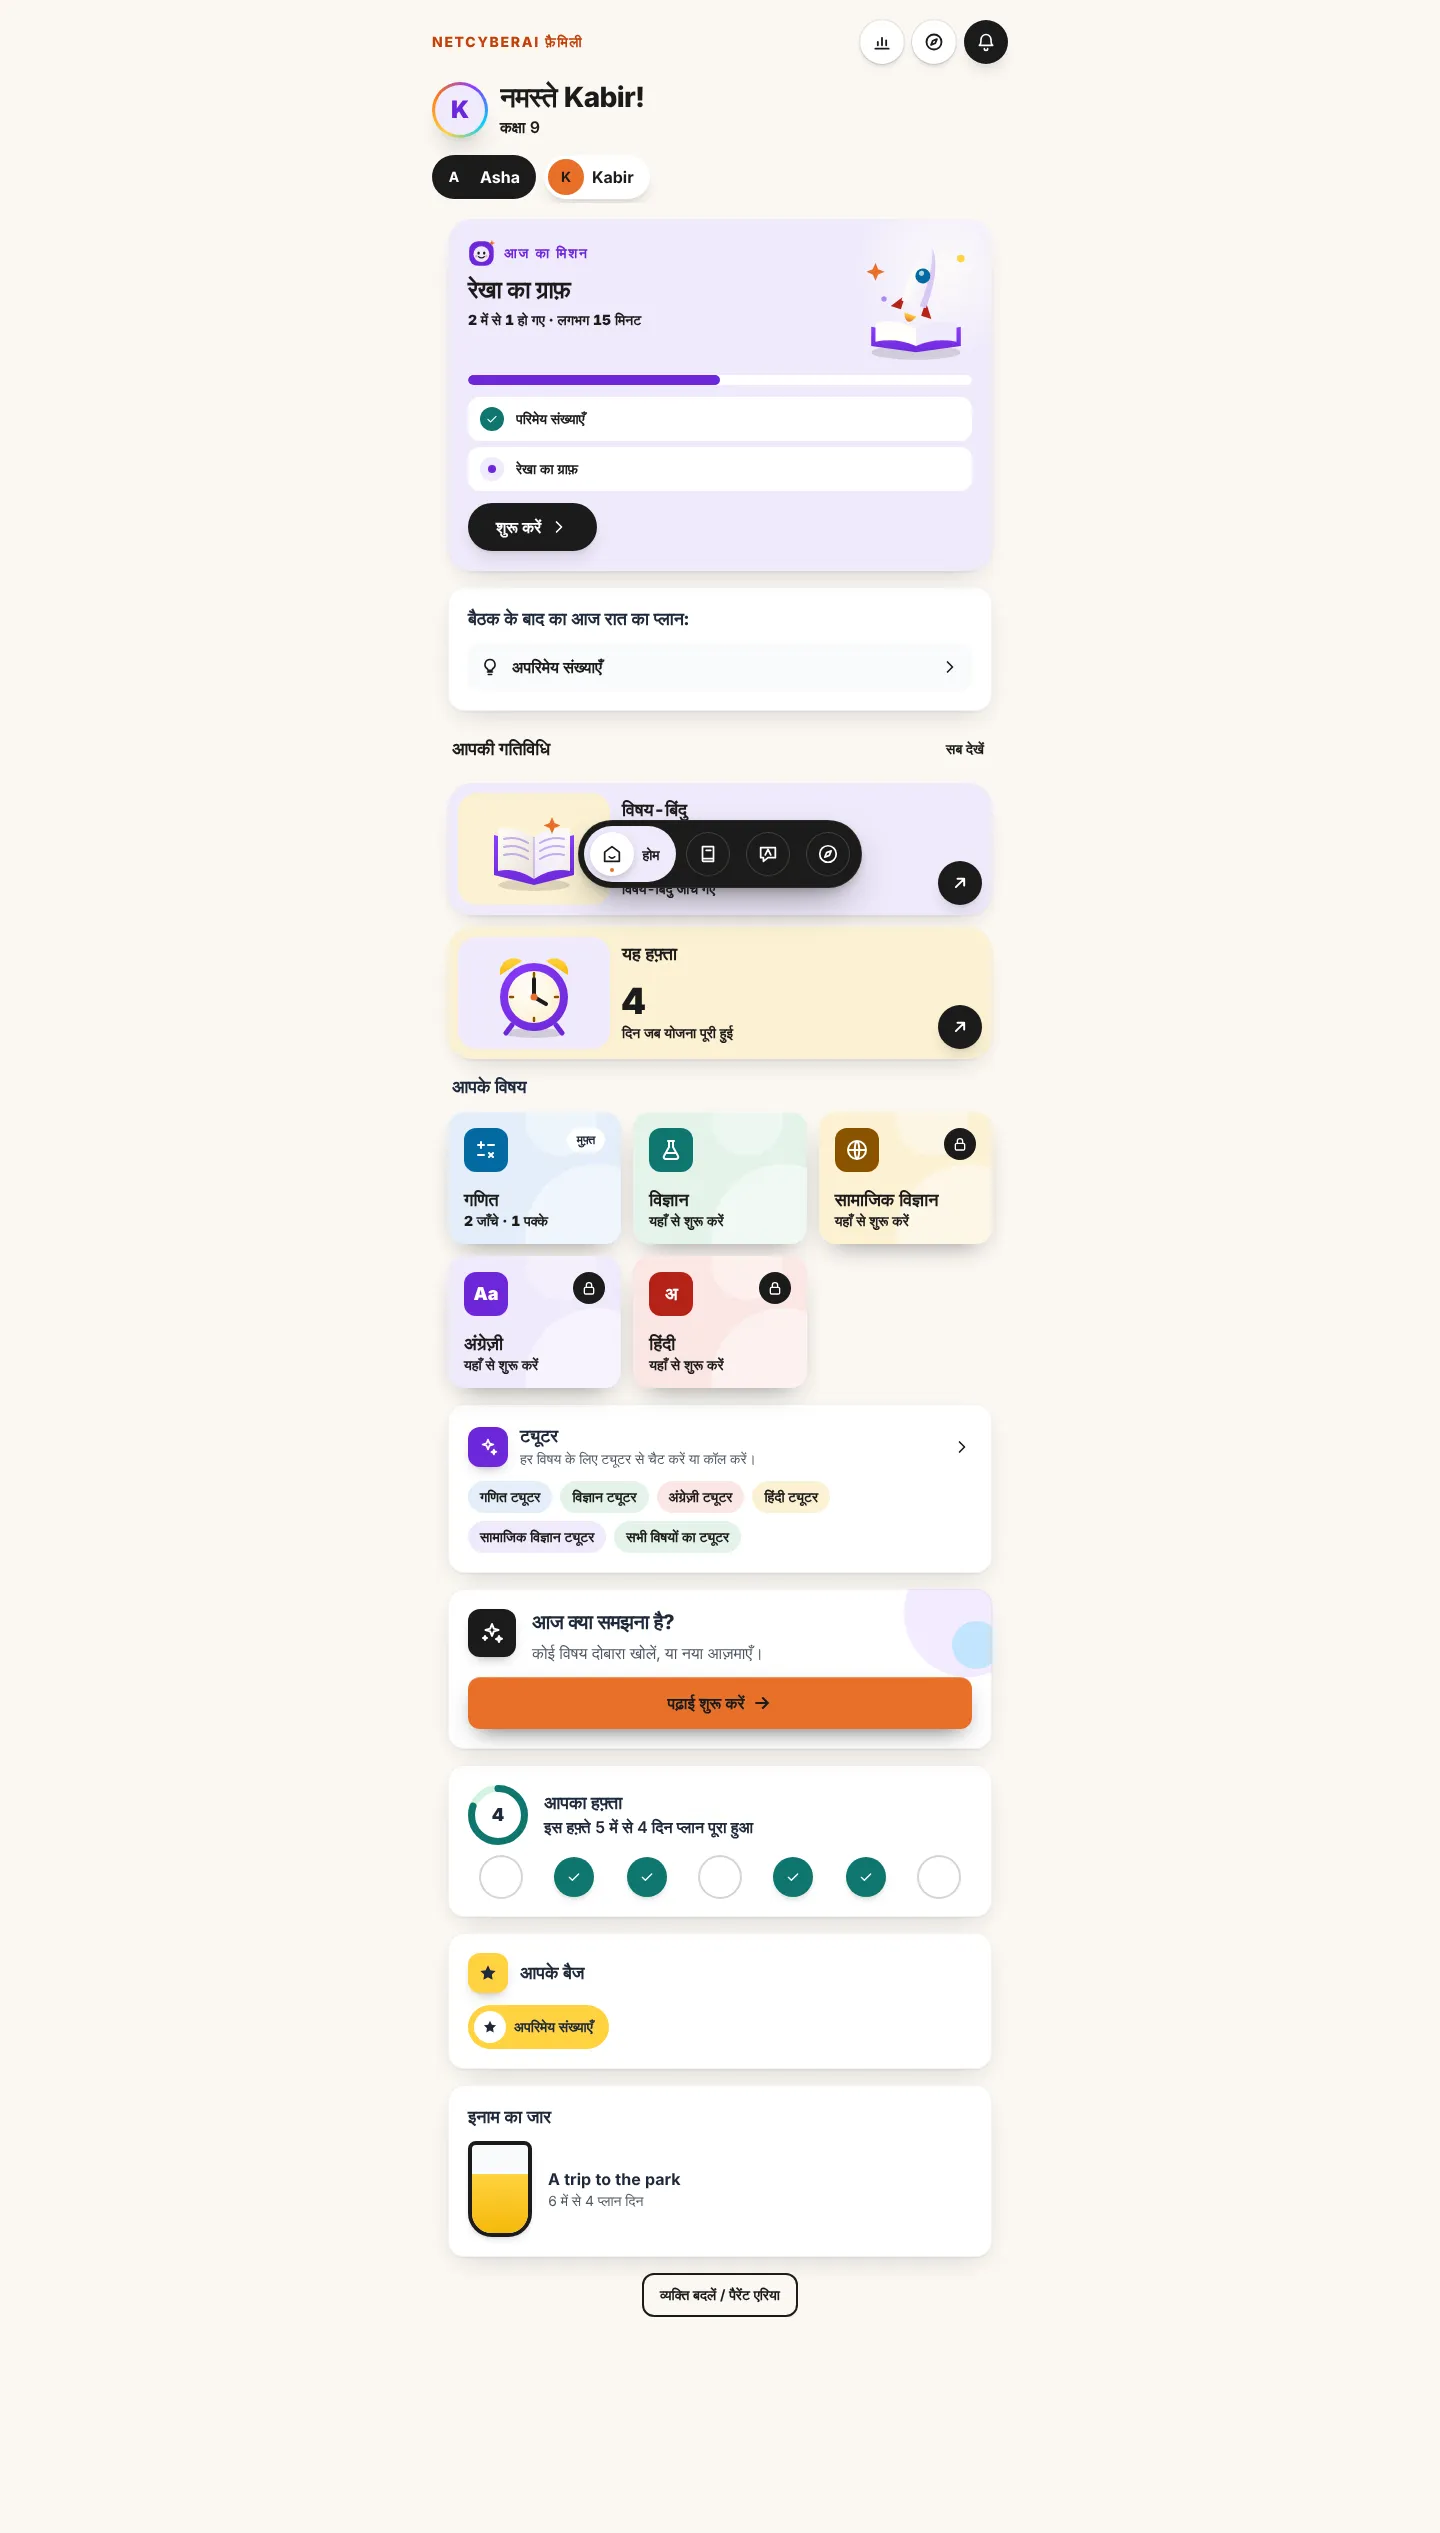 NETCYBERAI फ़ैमिली
K
नमस्ते Kabir!
कक्षा 9
A Asha
K Kabir
आज का मिशन
रेखा का ग्राफ़
2 में से 1 हो गए · लगभग 15 मिनट
परिमेय संख्याएँ
रेखा का ग्राफ़
शुरू करें
बैठक के बाद का आज रात का प्लान:
अपरिमेय संख्याएँ
आपकी गतिविधि
सब देखें
विषय-बिंदु
होम
विषय-बिंदु जाँचे गए
यह हफ़्ता
4
दिन जब योजना पूरी हुई
आपके विषय
मुफ़्त
गणित
2 जाँचे · 1 पक्के
विज्ञान
यहाँ से शुरू करें
सामाजिक विज्ञान
यहाँ से शुरू करें
Aa
अंग्रेज़ी
यहाँ से शुरू करें
अ
हिंदी
यहाँ से शुरू करें
ट्यूटर
हर विषय के लिए ट्यूटर से चैट करें या कॉल करें।
गणित ट्यूटर
विज्ञान ट्यूटर
अंग्रेज़ी ट्यूटर
हिंदी ट्यूटर
सामाजिक विज्ञान ट्यूटर
सभी विषयों का ट्यूटर
आज क्या समझना है?
कोई विषय दोबारा खोलें, या नया आज़माएँ।
पढ़ाई शुरू करें
4
आपका हफ़्ता
इस हफ़्ते 5 में से 4 दिन प्लान पूरा हुआ
आपके बैज
अपरिमेय संख्याएँ
इनाम का जार
A trip to the park
6 में से 4 प्लान दिन
व्यक्ति बदलें / पैरेंट एरिया